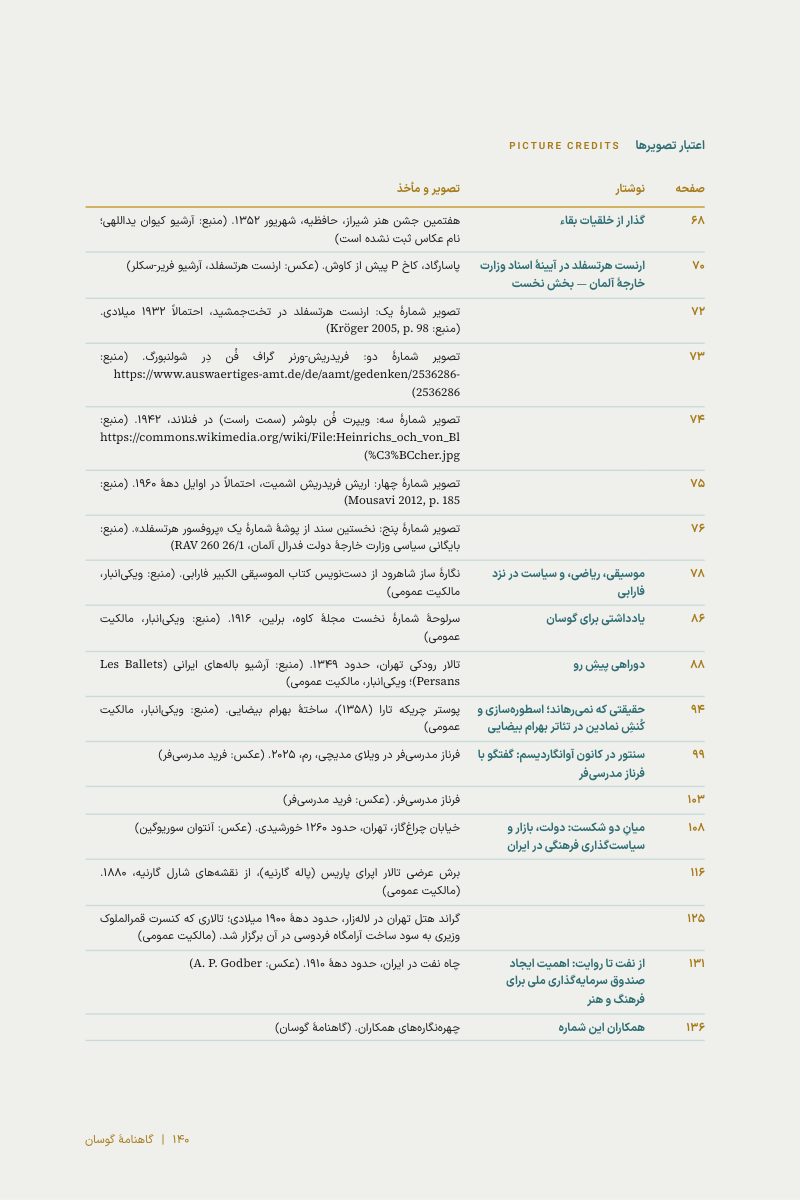 اعتبار تصویرها PICTURE CREDITS
صفحه نوشتار تصویر و مأخذ
۶۸ گذار از خلقیات بقاء هفتمین جشن هنر شیراز، حافظیه، شهریور ۱۳۵۲. (منبع: آرشیو کیوان یداللهی؛
نام عکاس ثبت نشده است)
۷۰ ارنست هرتسفلد در آیینهٔ اسناد وزارت پاسارگاد، کاخ P پیش از کاوش. (عکس: ارنست هرتسفلد، آرشیو فریر-سکلر)
خارجهٔ آلمان — بخش نخست
۷۲ تصویر شمارهٔ یک: ارنست هرتسفلد در تخت‌جمشید، احتمالاً ۱۹۳۲ میلادی.
(منبع: Kröger 2005, p. 98)
۷۳ تصویر شمارهٔ دو: فریدریش-ورنر گراف فُن دِر شولنبورگ. (منبع:
https://www.auswaertiges-amt.de/de/aamt/gedenken/2536286-
2536286)
۷۴ تصویر شمارهٔ سه: ویپرت فُن بلوشر (سمت راست) در فنلاند، ۱۹۴۲. (منبع:
https://commons.wikimedia.org/wiki/File:Heinrichs_och_von_Bl
%C3%BCcher.jpg)
۷۵ تصویر شمارهٔ چهار: اریش فریدریش اشمیت، احتمالاً در اوایل دههٔ ۱۹۶۰. (منبع:
Mousavi 2012, p. 185)
۷۶ تصویر شمارهٔ پنج: نخستین سند از پوشهٔ شمارهٔ یک «پروفسور هرتسفلد». (منبع:
بایگانی سیاسی وزارت خارجهٔ دولت فدرال آلمان، RAV 260 26/1)
۷۸ موسیقی، ریاضی، و سیاست در نزد نگارهٔ ساز شاهرود از دست‌نویس کتاب الموسیقی الکبیر فارابی. (منبع: ویکی‌انبار،
فارابی مالکیت عمومی)
۸۶ یادداشتی برای گوسان سرلوحهٔ شمارهٔ نخست مجلهٔ کاوه، برلین، ۱۹۱۶. (منبع: ویکی‌انبار، مالکیت
عمومی)
۸۸ دوراهی پیشِ رو تالار رودکی تهران، حدود ۱۳۴۹. (منبع: آرشیو باله‌های ایرانی (Les Ballets
Persans)؛ ویکی‌انبار، مالکیت عمومی)
۹۴ حقیقتی که نمی‌رهاند؛ اسطوره‌سازی و پوستر چریکه تارا (۱۳۵۸)، ساختهٔ بهرام بیضایی. (منبع: ویکی‌انبار، مالکیت
کُنشِ نمادین در تئاتر بهرام بیضایی عمومی)
۹۹ سنتور در کانون آوانگاردیسم: گفتگو با فرناز مدرسی‌فر در ویلای مدیچی، رم، ۲۰۲۵. (عکس: فرید مدرسی‌فر)
فرناز مدرسی‌فر
۱۰۳ فرناز مدرسی‌فر. (عکس: فرید مدرسی‌فر)
۱۰۸ میانِ دو شکست: دولت، بازار و خیابان چراغ‌گاز، تهران، حدود ۱۲۶۰ خورشیدی. (عکس: آنتوان سوریوگین)
سیاست‌گذاری فرهنگی در ایران
۱۱۶ برش عرضی تالار اپرای پاریس (پاله گارنیه)، از نقشه‌های شارل گارنیه، ۱۸۸۰.
(مالکیت عمومی)
۱۲۵ گراند هتل تهران در لاله‌زار، حدود دههٔ ۱۹۰۰ میلادی؛ تالاری که کنسرت قمرالملوک
وزیری به سود ساخت آرامگاه فردوسی در آن برگزار شد. (مالکیت عمومی)
۱۳۱ از نفت تا روایت: اهمیت ایجاد چاه نفت در ایران، حدود دههٔ ۱۹۱۰. (عکس: A. P. Godber)
صندوق سرمایه‌گذاری ملی برای
فرهنگ و هنر
۱۳۶ همکاران این شماره چهره‌نگاره‌های همکاران. (گاهنامهٔ گوسان)
۱۴۰ | گاهنامهٔ گوسان